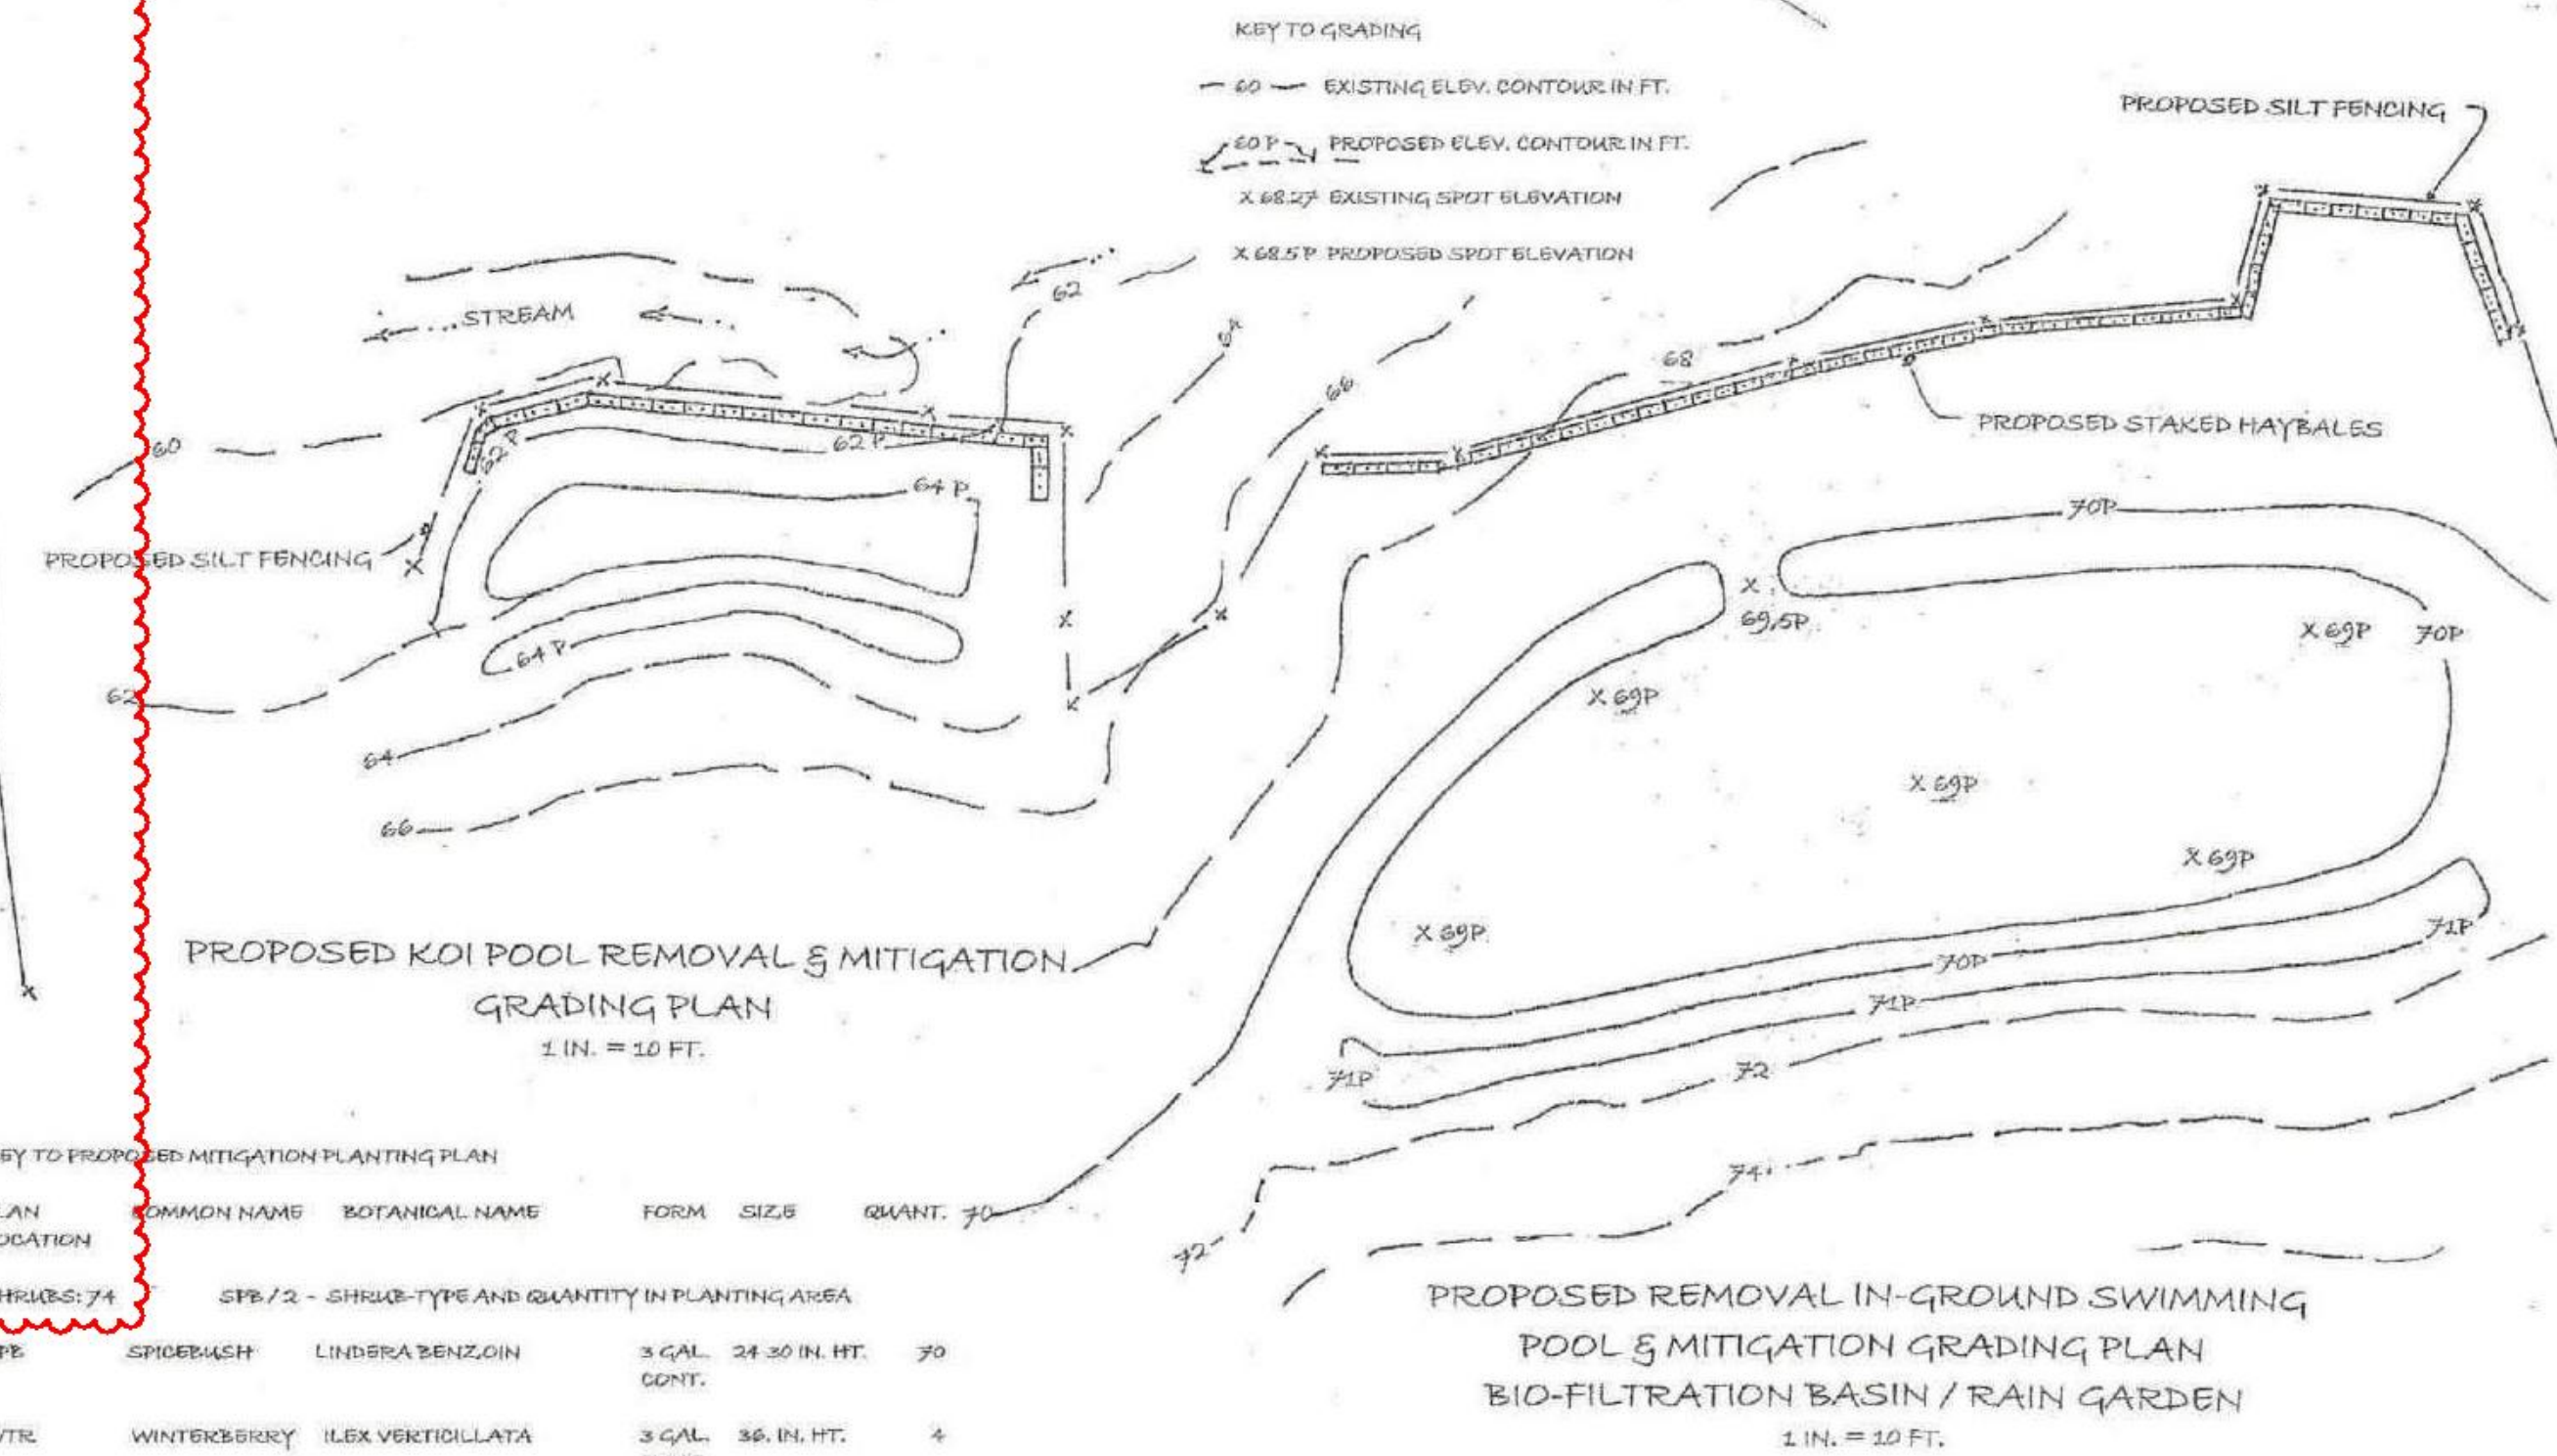 KEY TO GRADING
— 60 — EXISTING ELEV. CONTOUR IN FT.
60 P PROPOSED ELEV. CONTOUR IN FT.
X 68.27 EXISTING SPOT ELEVATION
X 68.5P PROPOSED SPOT ELEVATION
PROPOSED SILT FENCING
62
STREAM
64
68
66
PROPOSED STAKED HAYBALES
60
62 P
62 P
64 P
70P
PROPOSED SILT FENCING
X
69.5P
X 69P
70P
64 P
X 69P
62
64
X 69P
66
X 69P
X 69P
71P
PROPOSED KOI POOL REMOVAL & MITIGATION
GRADING PLAN
1 IN. = 10 FT.
70P
71P
72
71P
EY TO PROPOSED MITIGATION PLANTING PLAN
74
LAN COMMON NAME BOTANICAL NAME FORM SIZE QUANT.
OCATION
70
72
HRUBS: 74 SPB / 2 - SHRUB-TYPE AND QUANTITY IN PLANTING AREA
PB SPICEBUSH LINDERA BENZOIN 3 GAL. 24 30 IN. HT. 70
CONT.
TR WINTERBERRY ILEX VERTICILLATA 3 GAL. 36. IN. HT. 4
PROPOSED REMOVAL IN-GROUND SWIMMING
POOL & MITIGATION GRADING PLAN
BIO-FILTRATION BASIN / RAIN GARDEN
1 IN. = 10 FT.